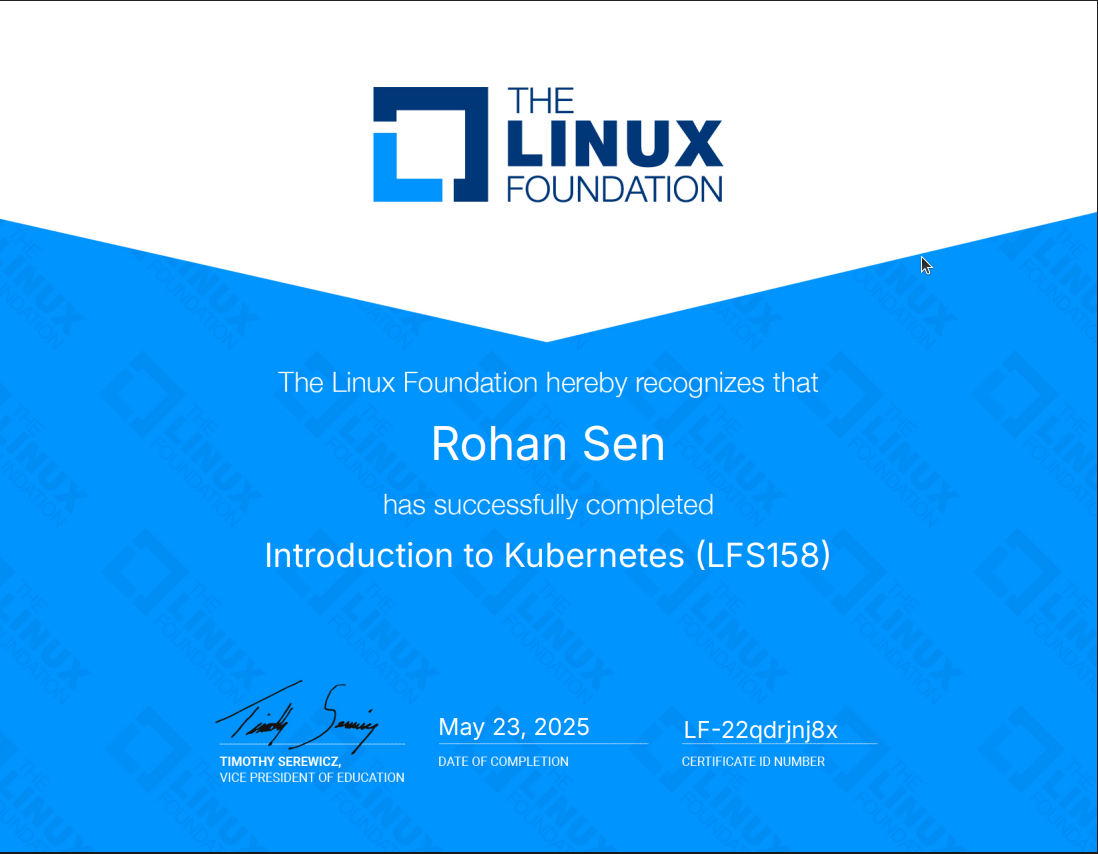 THE
LINUX
FOUNDATION
The Linux Foundation hereby recognizes that
Rohan Sen
has successfully completed
Introduction to Kubernetes (LFS158)
Timothy Serewicz
May 23, 2025
LF-22qdrjnj8x
TIMOTHY SEREWICZ,
VICE PRESIDENT OF EDUCATION
DATE OF COMPLETION
CERTIFICATE ID NUMBER